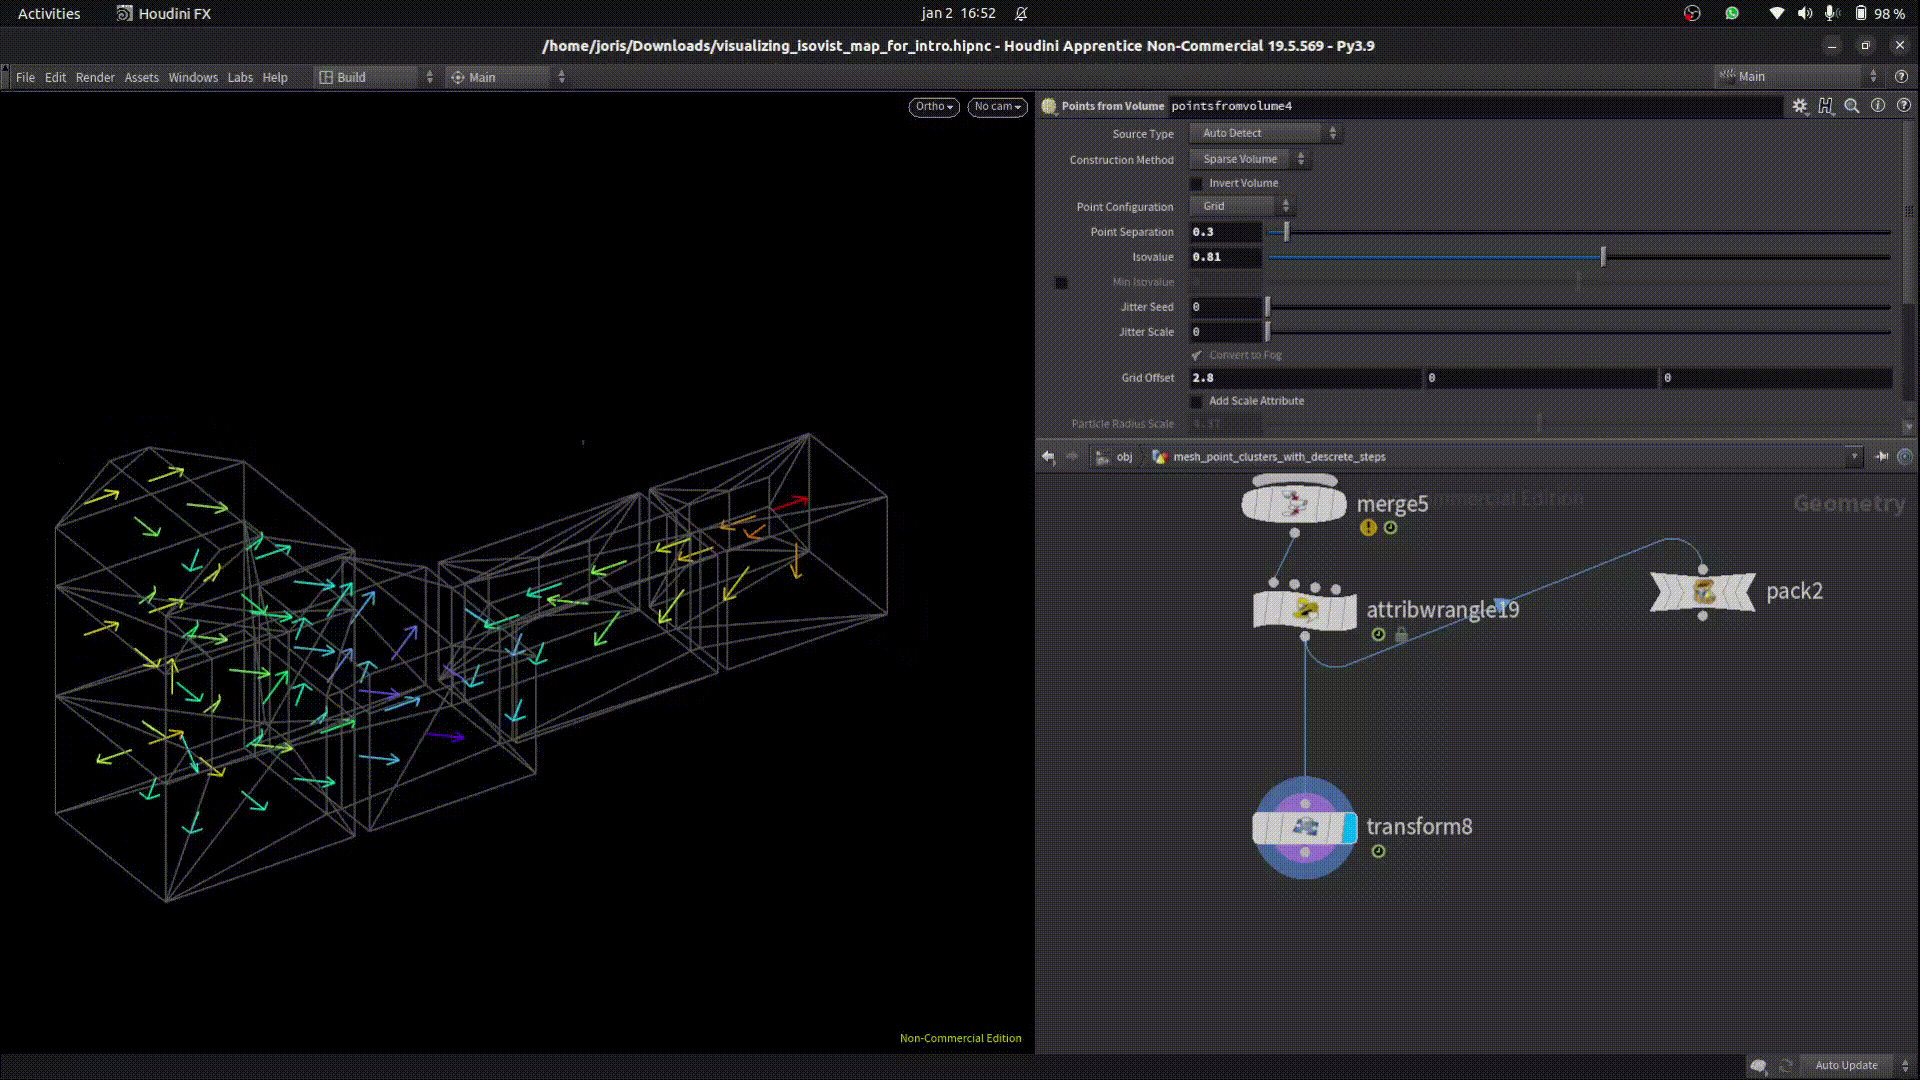 Activities
Houdini FX
jan 2 16:52
98 %
/home/joris/Downloads/visualizing_isovist_map_for_intro.hipnc - Houdini Apprentice Non-Commercial 19.5.569 - Py3.9
File Edit Render Assets Windows Labs Help
Build
Main
Main
Ortho
No cam
Points from Volume pointsfromvolume4
Source Type Auto Detect
Construction Method Sparse Volume
Invert Volume
Point Configuration Grid
Point Separation 0.3
Isovalue 0.81
Min Isovalue
Jitter Seed 0
Jitter Scale 0
Convert to Fog
Grid Offset 2.8 0 0
Add Scale Attribute
Particle Radius Scale
obj
mesh_point_clusters_with_descrete_steps
Edition
Geometry
merge5
pack2
attribwrangle19
transform8
Non-Commercial Edition
Auto Update